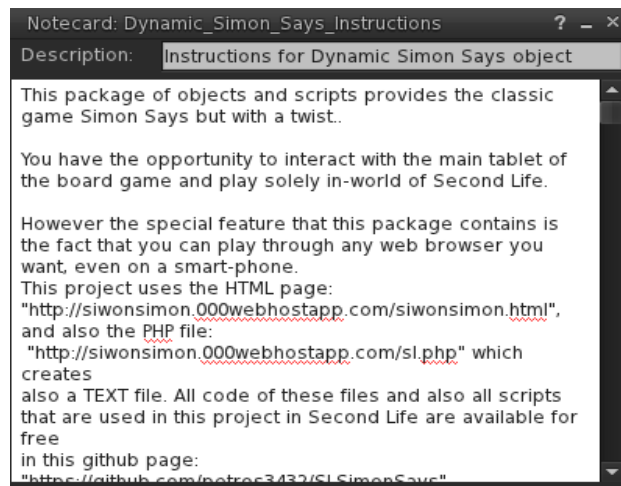 Notecard: Dynamic_Simon_Says_Instructions ? _ ×
Description: Instructions for Dynamic Simon Says object
This package of objects and scripts provides the classic
game Simon Says but with a twist..
You have the opportunity to interact with the main tablet of
the board game and play solely in-world of Second Life.
However the special feature that this package contains is
the fact that you can play through any web browser you
want, even on a smart-phone.
This project uses the HTML page:
"http://siwonsimon.000webhostapp.com/siwonsimon.html",
and also the PHP file:
"http://siwonsimon.000webhostapp.com/sl.php" which
creates
also a TEXT file. All code of these files and also all scripts
that are used in this project in Second Life are available for
free
in this github page:
"https://github.com/petros3432/SLSimonSays"